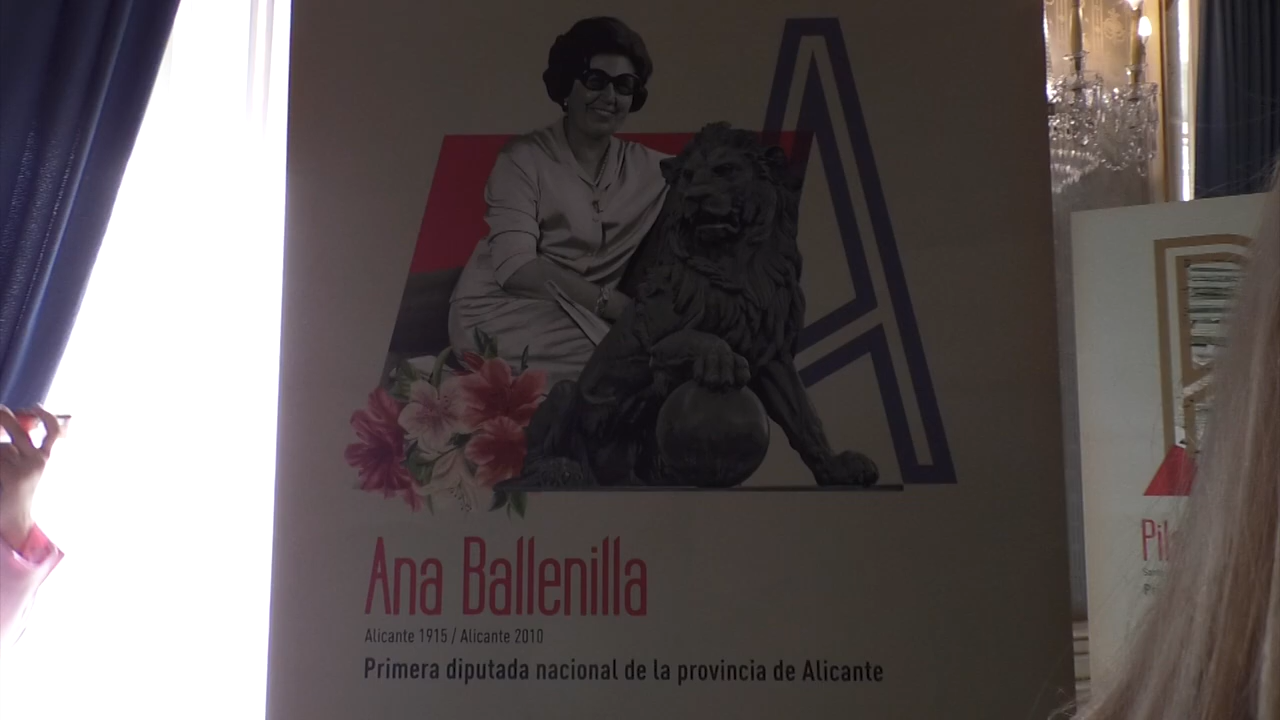 A
Ana Ballenilla
Alicante 1915 / Alicante 2010
Primera diputada nacional de la provincia de Alicante
Pil